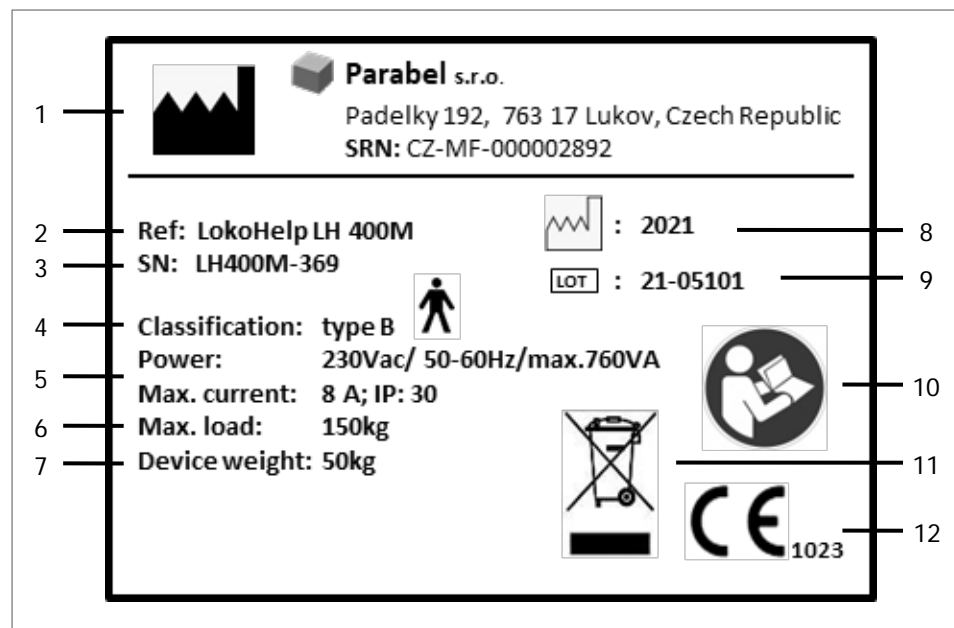 Parabel s.r.o.
1
Padelky 192, 763 17 Lukov, Czech Republic
SRN: CZ-MF-000002892
2
Ref: LokoHelp LH 400M
: 2021
8
3
SN: LH400M-369
LOT : 21-05101
9
4
Classification: type B
Power: 230Vac/ 50-60Hz/max.760VA
5
10
Max. current: 8 A; IP: 30
6
Max. load: 150kg
7
Device weight: 50kg
11
CE 1023
12